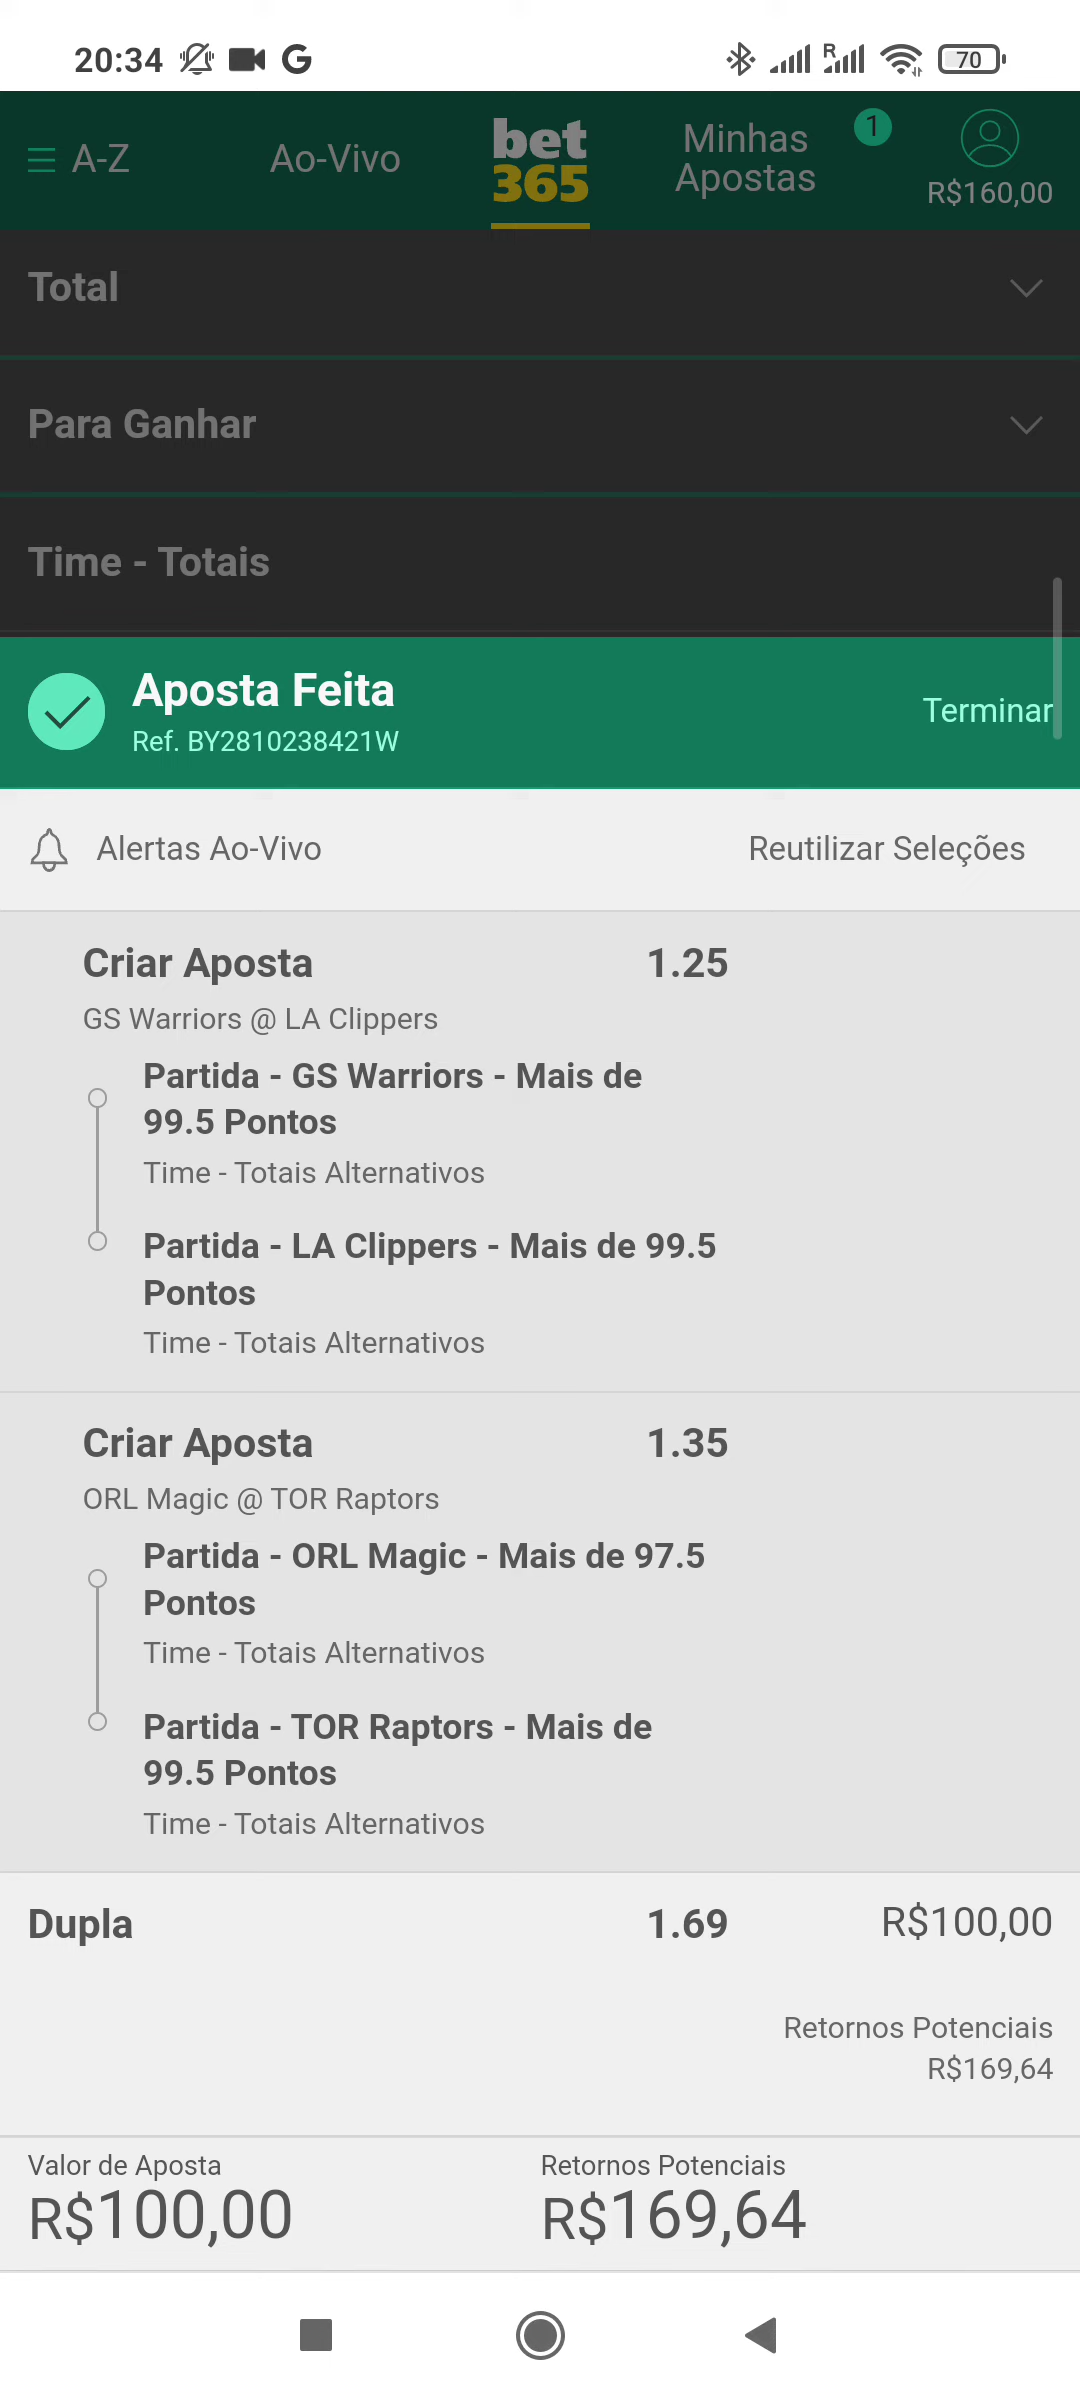 20:34
R
70
A-Z
Ao-Vivo
bet
365
Minhas
Apostas
1
R$160,00
Total
Para Ganhar
Time - Totais
Aposta Feita
Ref. BY2810238421W
Terminar
Alertas Ao-Vivo
Reutilizar Seleções
Criar Aposta 1.25
GS Warriors @ LA Clippers
Partida - GS Warriors - Mais de
99.5 Pontos
Time - Totais Alternativos
Partida - LA Clippers - Mais de 99.5
Pontos
Time - Totais Alternativos
Criar Aposta 1.35
ORL Magic @ TOR Raptors
Partida - ORL Magic - Mais de 97.5
Pontos
Time - Totais Alternativos
Partida - TOR Raptors - Mais de
99.5 Pontos
Time - Totais Alternativos
Dupla 1.69 R$100,00
Retornos Potenciais
R$169,64
Valor de Aposta
R$100,00
Retornos Potenciais
R$169,64